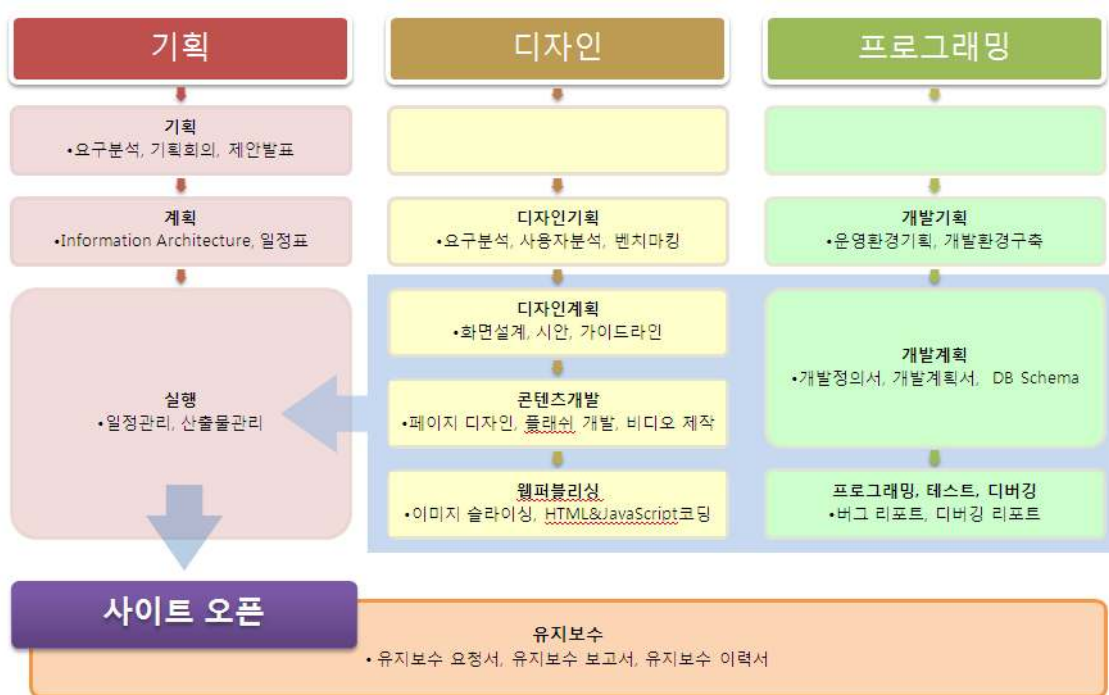 기획
디자인
프로그래밍
기획
•요구분석, 기획회의, 제안발표
계획
•Information Architecture, 일정표
디자인기획
•요구분석, 사용자분석, 벤치마킹
개발기획
•운영환경기획, 개발환경구축
실행
•일정관리, 산출물관리
디자인계획
•화면설계, 시안, 가이드라인
콘텐츠개발
•페이지 디자인, 플래쉬 개발, 비디오 제작
웹퍼블리싱
•이미지 슬라이싱, HTML&JavaScript코딩
개발계획
•개발정의서, 개발계획서, DB Schema
프로그래밍, 테스트, 디버깅
•버그 리포트, 디버깅 리포트
사이트 오픈
유지보수
• 유지보수 요청서, 유지보수 보고서, 유지보수 이력서